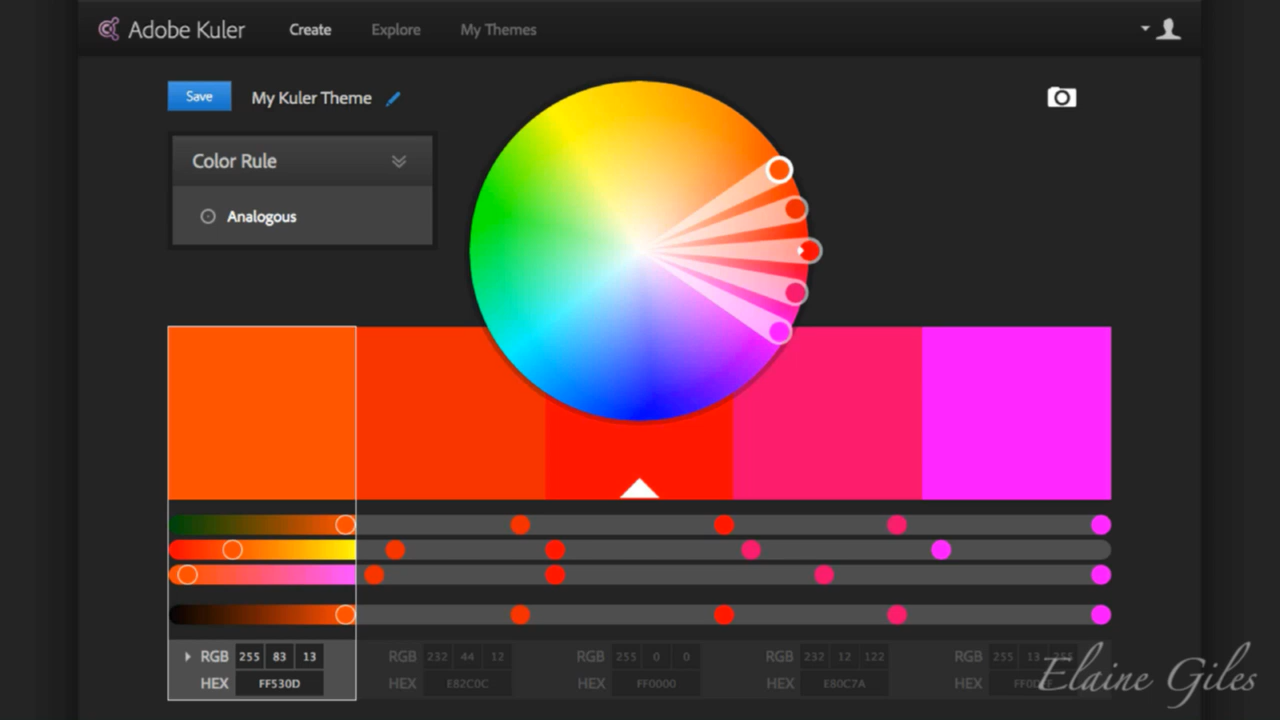 Adobe Kuler Create Explore My Themes
Save My Kuler Theme
Color Rule
Analogous
RGB 255 83 13 RGB 232 44 12 RGB 255 0 0 RGB 232 12 122 RGB 255 13 255
HEX FF530D HEX E82C0C HEX FF0000 HEX E80C7A HEX
Elaine Giles